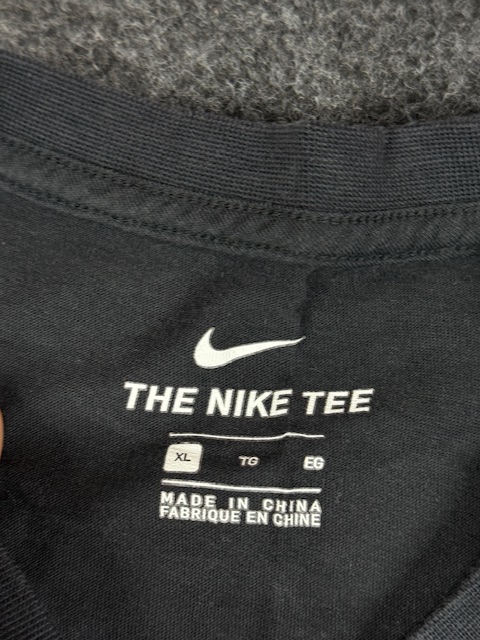 THE NIKE TEE
XL TG EG
MADE IN CHINA
FABRIQUE EN CHINE